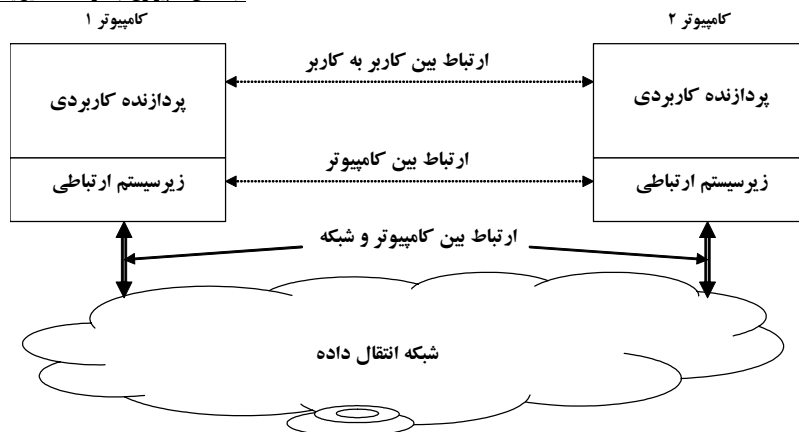 کامپیوتر ۱
کامپیوتر ۲
ارتباط بین کاربر به کاربر
پردازنده کاربردی
پردازنده کاربردی
ارتباط بین کامپیوتر
زیرسیستم ارتباطی
زیرسیستم ارتباطی
ارتباط بین کامپیوتر و شبکه
شبکه انتقال داده